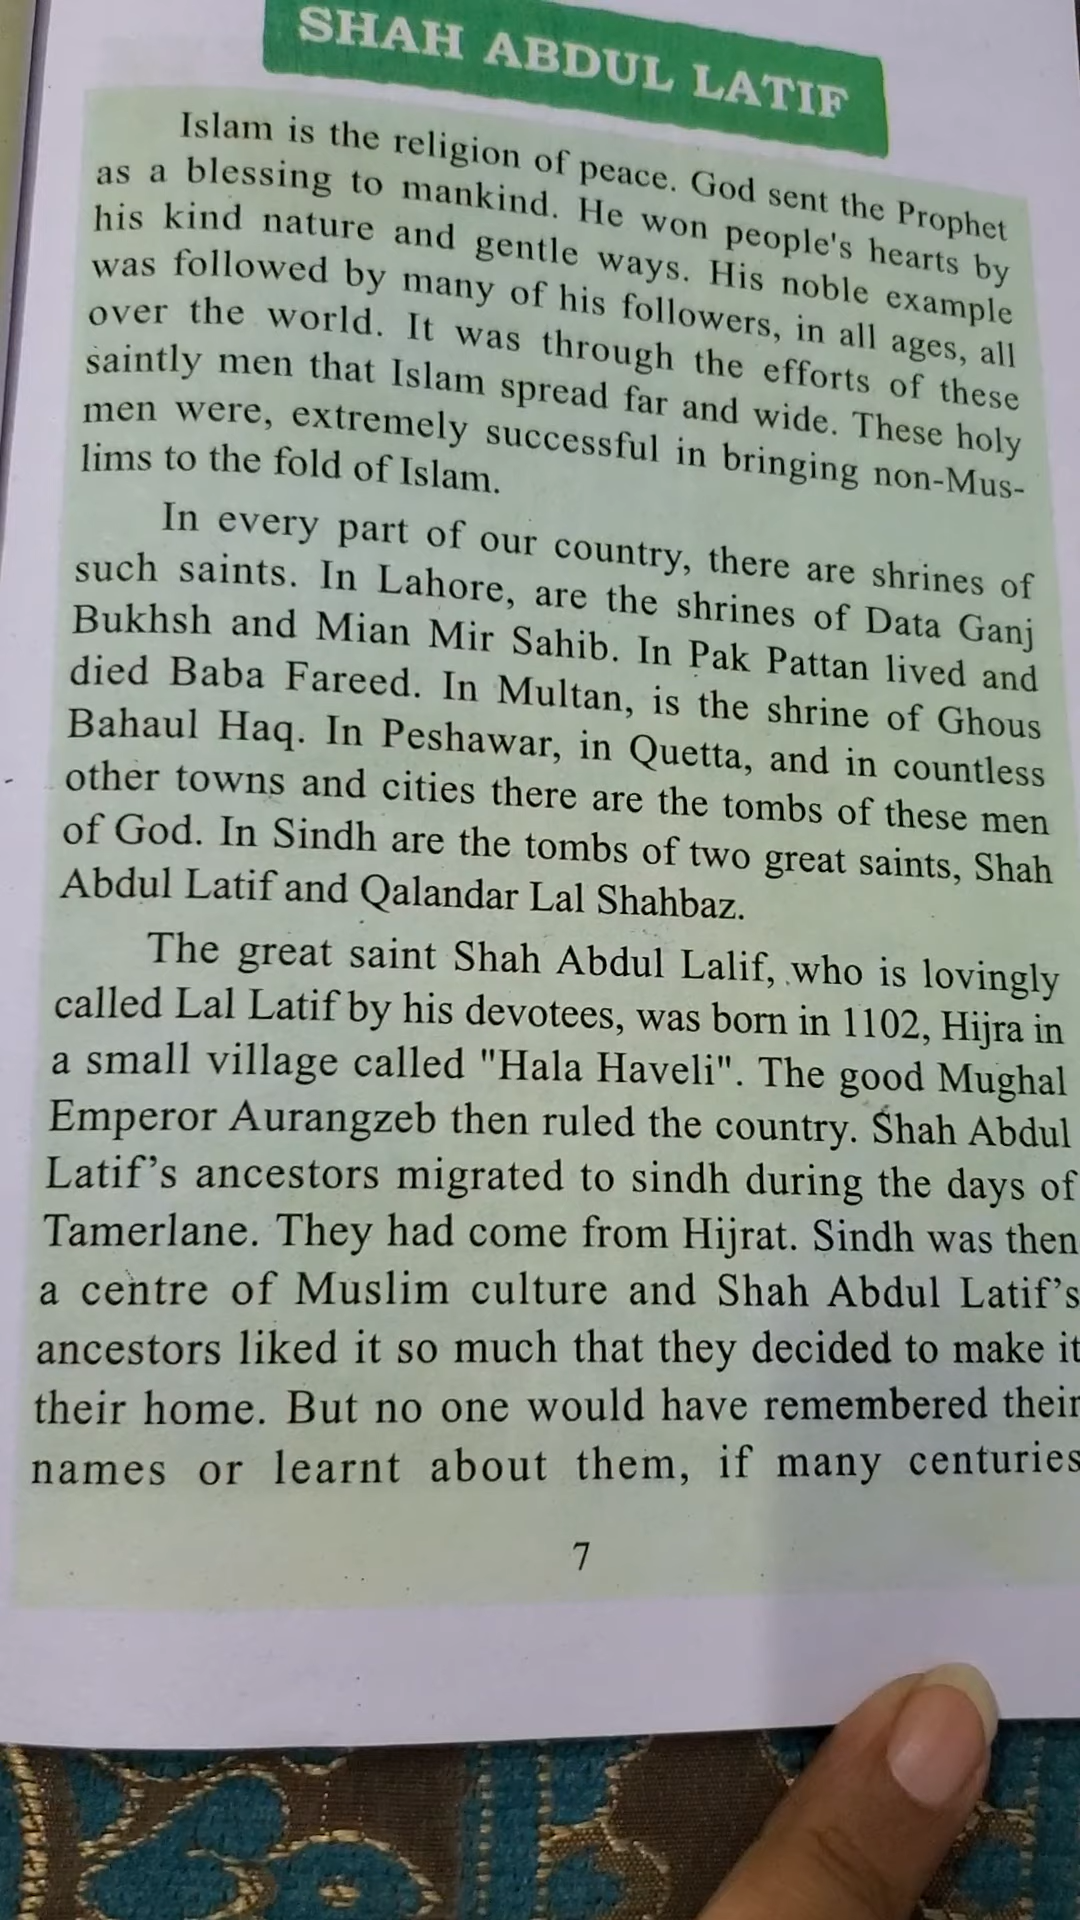 SHAH ABDUL LATIF
Islam is the religion of peace. God sent the Prophet
as a blessing to mankind. He won people's hearts by
his kind nature and gentle ways. His noble example
was followed by many of his followers, in all ages, all
over the world. It was through the efforts of these
saintly men that Islam spread far and wide. These holy
men were, extremely successful in bringing non-Mus-
lims to the fold of Islam.
In every part of our country, there are shrines of
such saints. In Lahore, are the shrines of Data Ganj
Bukhsh and Mian Mir Sahib. In Pak Pattan lived and
died Baba Fareed. In Multan, is the shrine of Ghous
Bahaul Haq. In Peshawar, in Quetta, and in countless
other towns and cities there are the tombs of these men
of God. In Sindh are the tombs of two great saints, Shah
Abdul Latif and Qalandar Lal Shahbaz.
The great saint Shah Abdul Lalif, who is lovingly
called Lal Latif by his devotees, was born in 1102, Hijra in
a small village called "Hala Haveli". The good Mughal
Emperor Aurangzeb then ruled the country. Shah Abdul
Latif’s ancestors migrated to sindh during the days of
Tamerlane. They had come from Hijrat. Sindh was then
a centre of Muslim culture and Shah Abdul Latif’s
ancestors liked it so much that they decided to make it
their home. But no one would have remembered their
names or learnt about them, if many centuries
7